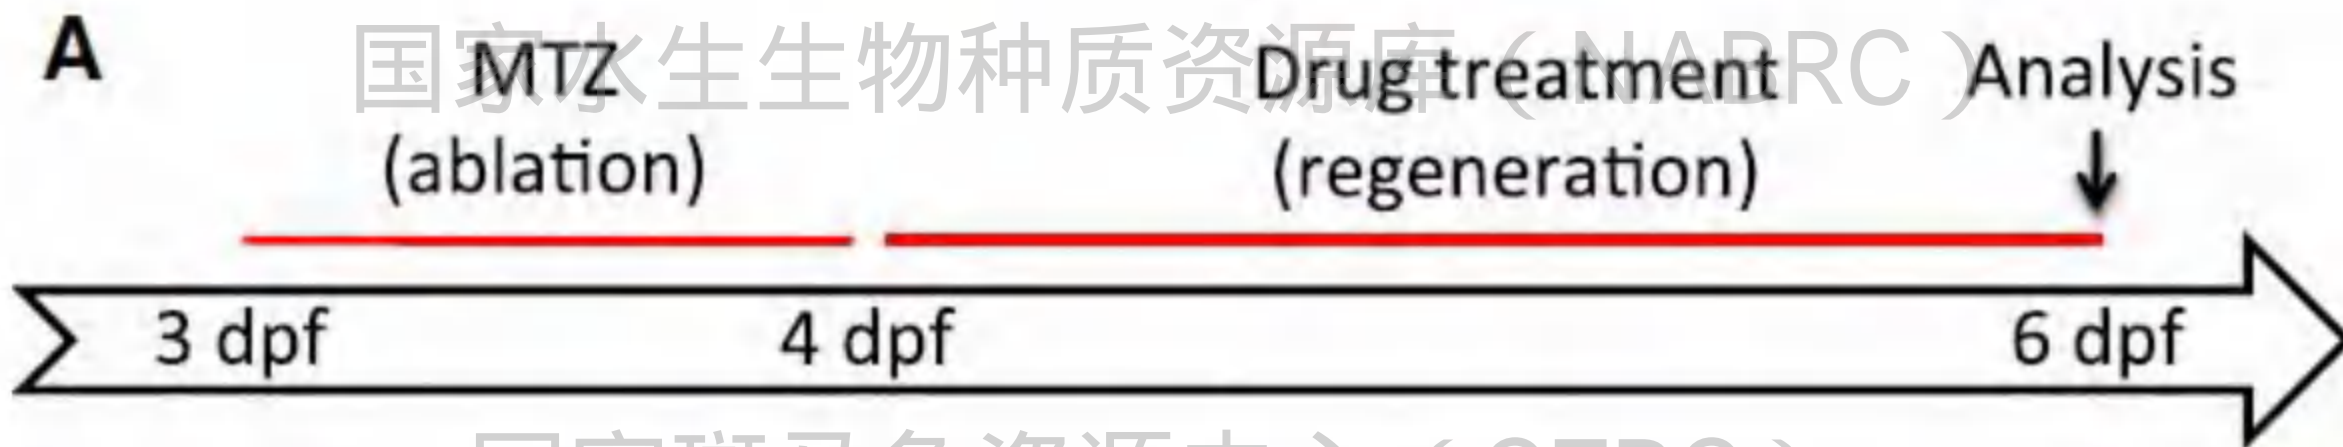 A
国家水生生物种质资源库（NABRC）
MTZ
(ablation)
Drug treatment
(regeneration)
Analysis
3 dpf
4 dpf
6 dpf